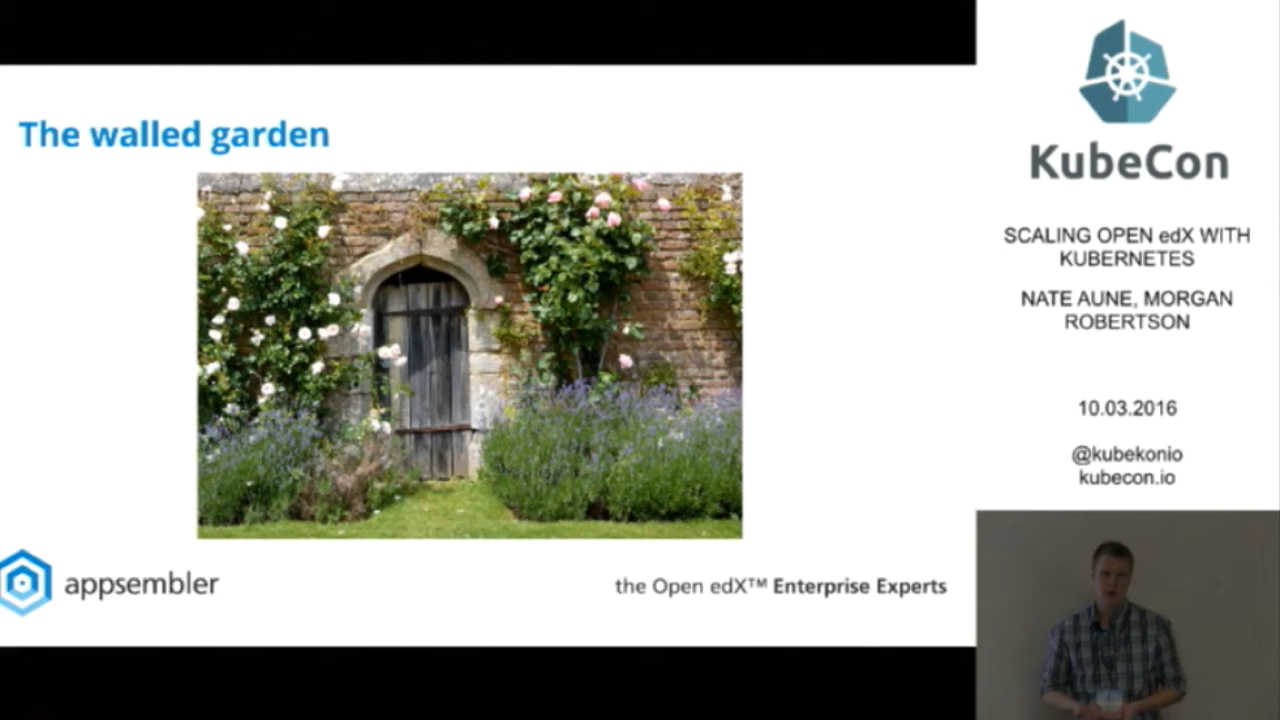 The walled garden
appsembler
the Open edX™ Enterprise Experts
KubeCon
SCALING OPEN edX WITH
KUBERNETES
NATE AUNE, MORGAN
ROBERTSON
10.03.2016
@kubekonio
kubecon.io